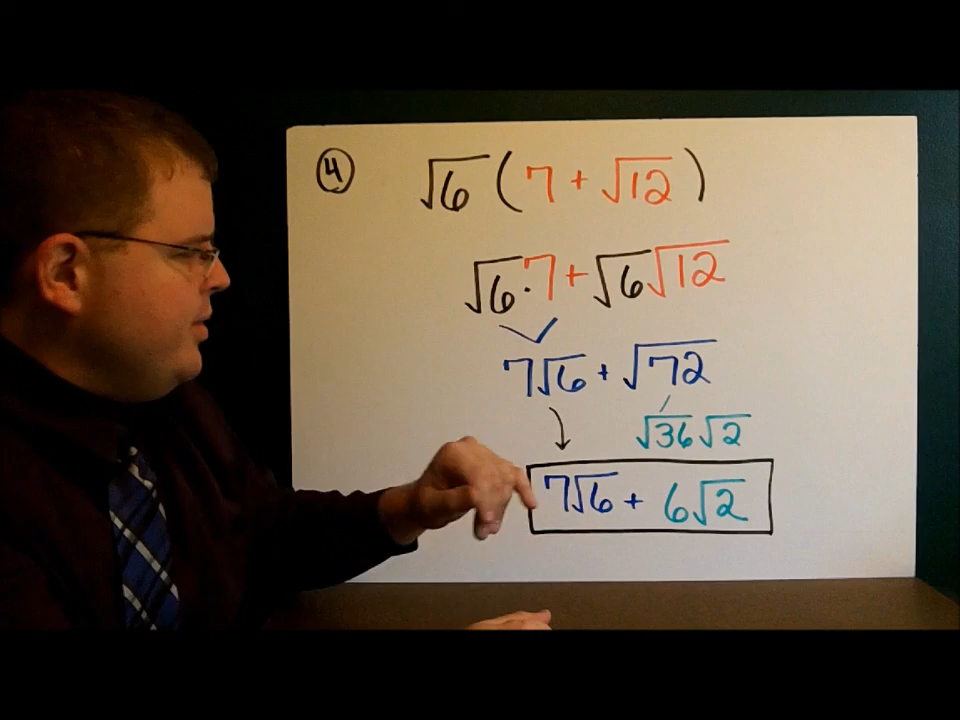 4 √6 (7 + √12)
√6·7 + √6√12
7√6 + √72
√36√2
7√6 + 6√2